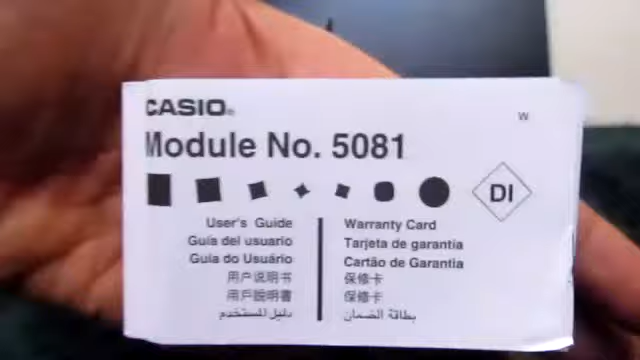 CASIO®
W
Module No. 5081
DI
User's Guide
Guía del usuario
Guia do Usuário
用户说明书
用戶說明書
دليل المستخدم
Warranty Card
Tarjeta de garantía
Cartão de Garantia
保修卡
保修卡
بطاقة الضمان